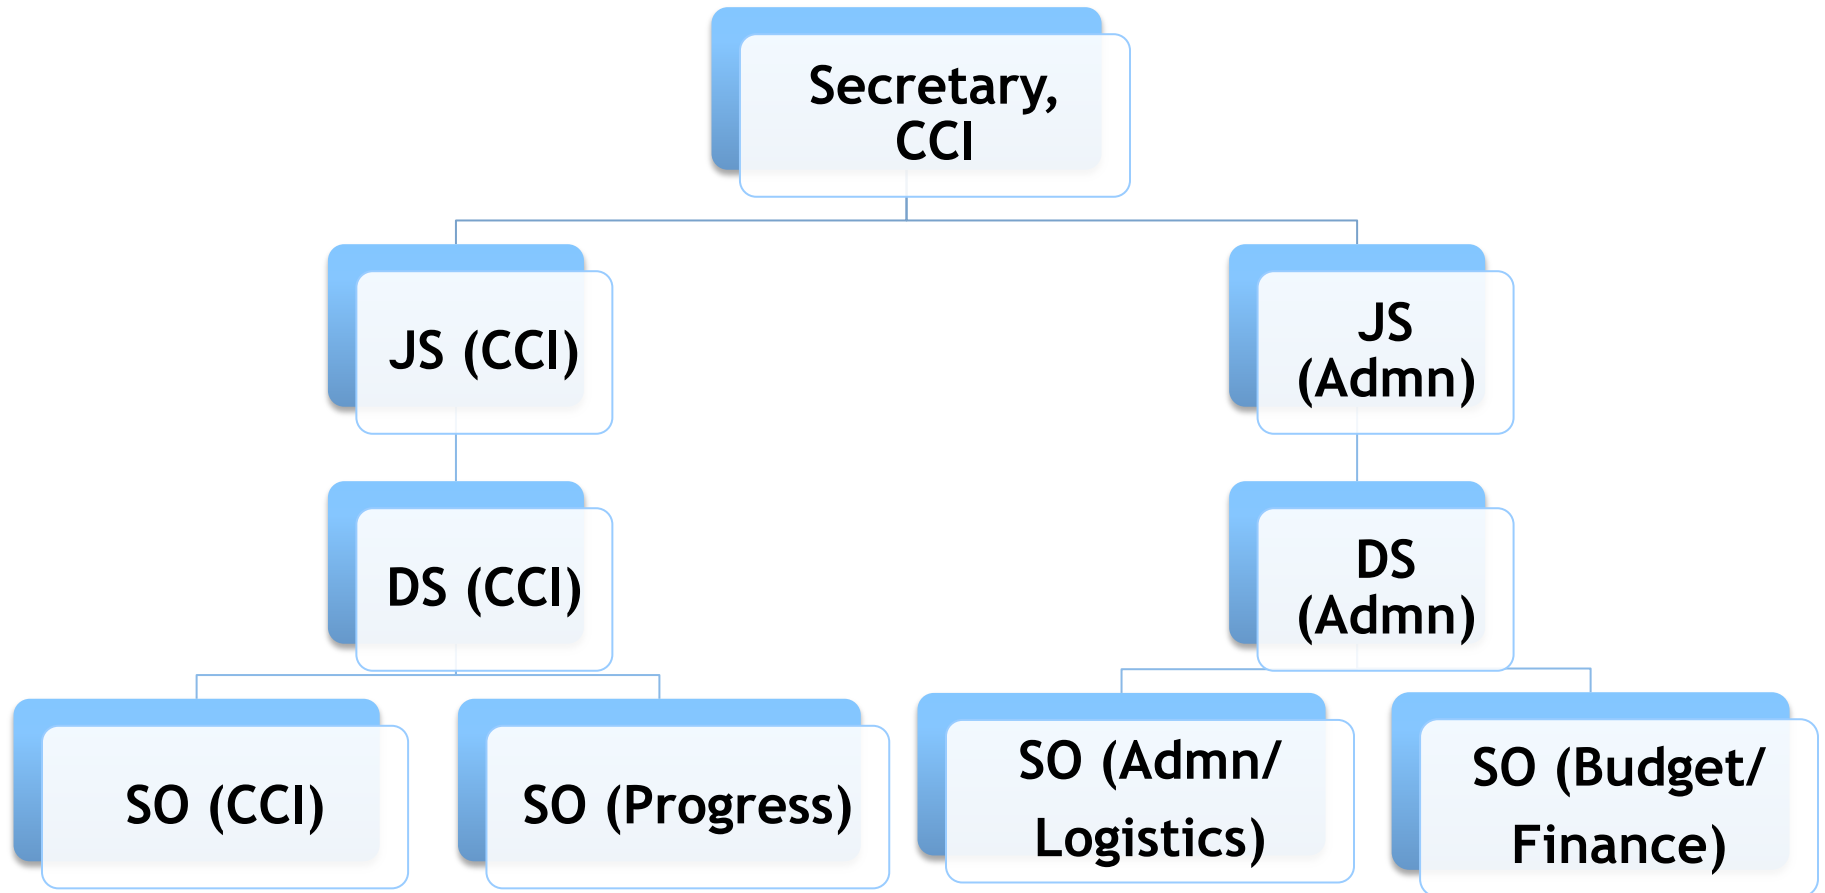 Secretary,
CCI
JS (CCI)
JS
(Admn)
DS (CCI)
DS
(Admn)
SO (CCI)
SO (Progress)
SO (Admn/
Logistics)
SO (Budget/
Finance)